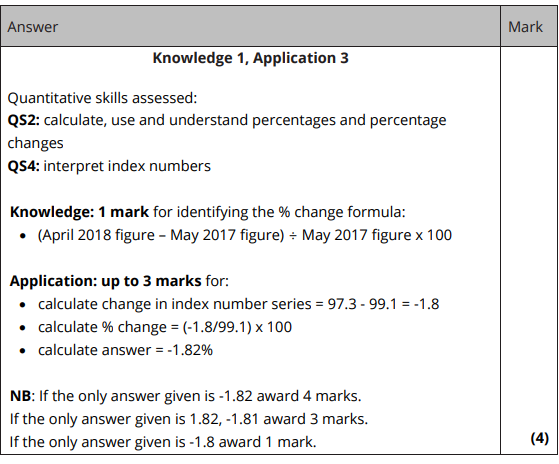 Answer Mark
Knowledge 1, Application 3
Quantitative skills assessed:
QS2: calculate, use and understand percentages and percentage
changes
QS4: interpret index numbers
Knowledge: 1 mark for identifying the % change formula:
• (April 2018 figure – May 2017 figure) ÷ May 2017 figure x 100
Application: up to 3 marks for:
• calculate change in index number series = 97.3 - 99.1 = -1.8
• calculate % change = (-1.8/99.1) x 100
• calculate answer = -1.82%
NB: If the only answer given is -1.82 award 4 marks.
If the only answer given is 1.82, -1.81 award 3 marks.
If the only answer given is -1.8 award 1 mark. (4)